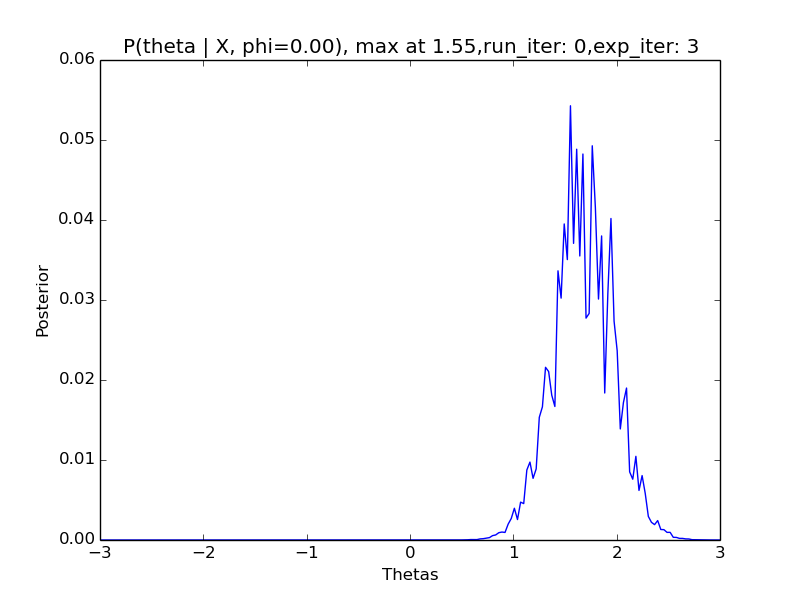 P(theta | X, phi=0.00), max at 1.55,run_iter: 0,exp_iter: 3
0.06
0.05
0.04
0.03
0.02
0.01
0.00
Posterior
−3 −2 −1 0 1 2 3
Thetas